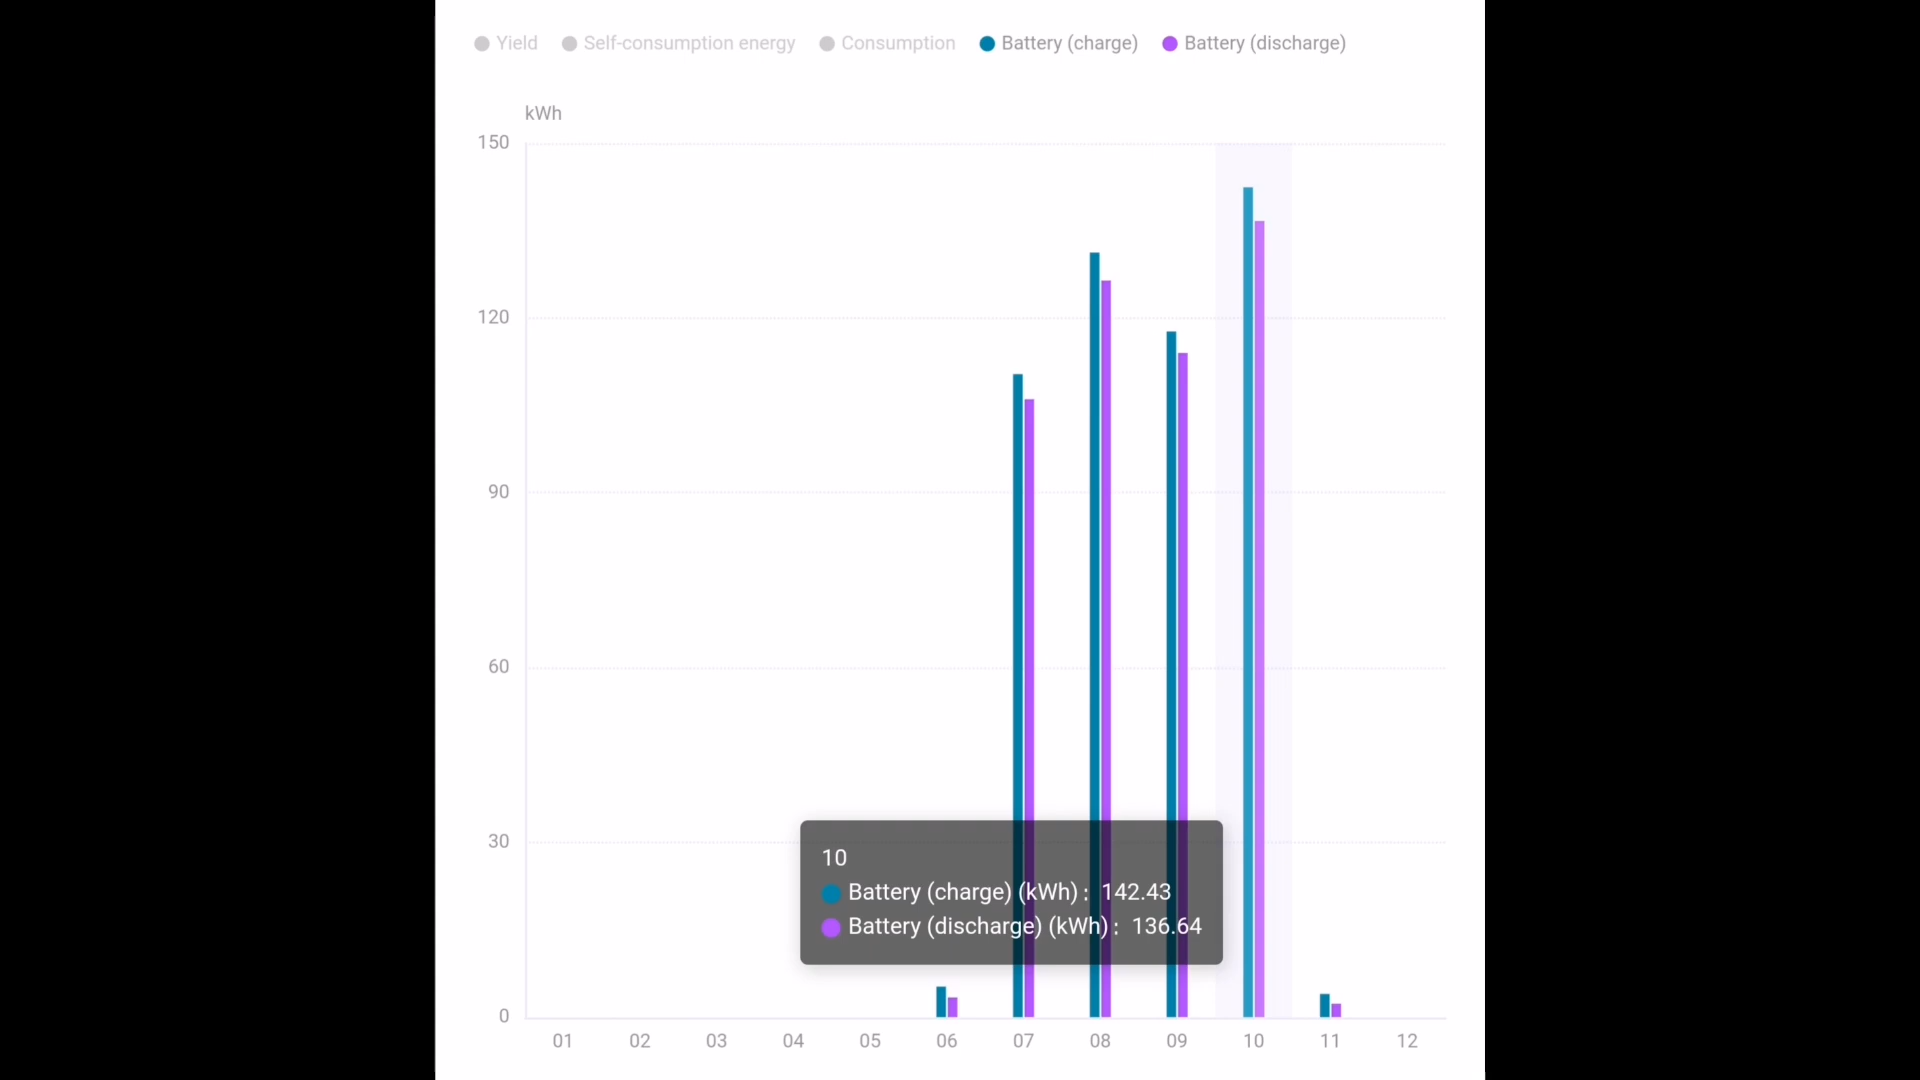 Yield Self-consumption energy Consumption Battery (charge) Battery (discharge)
kWh
150
120
90
60
30
0
10
Battery (charge) (kWh) : 142.43
Battery (discharge) (kWh) : 136.64
01 02 03 04 05 06 07 08 09 10 11 12